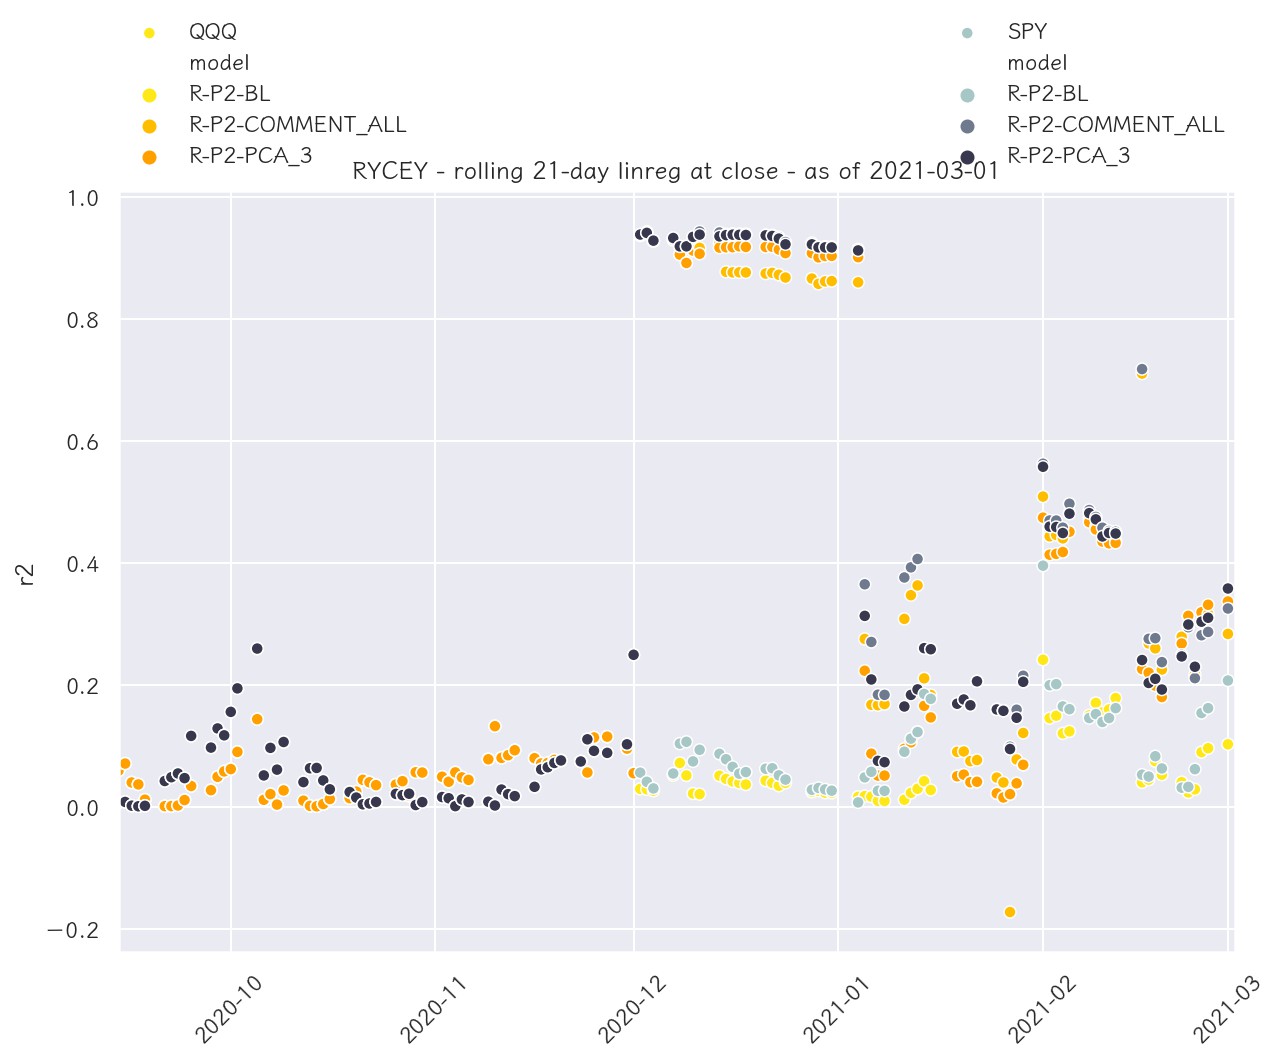 QQQ
model
R-P2-BL
R-P2-COMMENT_ALL
R-P2-PCA_3
SPY
model
R-P2-BL
R-P2-COMMENT_ALL
R-P2-PCA_3
RYCEY - rolling 21-day linreg at close - as of 2021-03-01
1.0
0.8
0.6
0.4
0.2
0.0
−0.2
r2
2020-10
2020-11
2020-12
2021-01
2021-02
2021-03